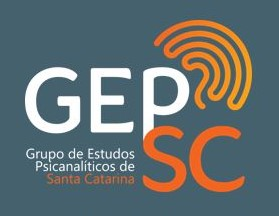 GEP
SC
Grupo de Estudos
Psicanalíticos de
Santa Catarina